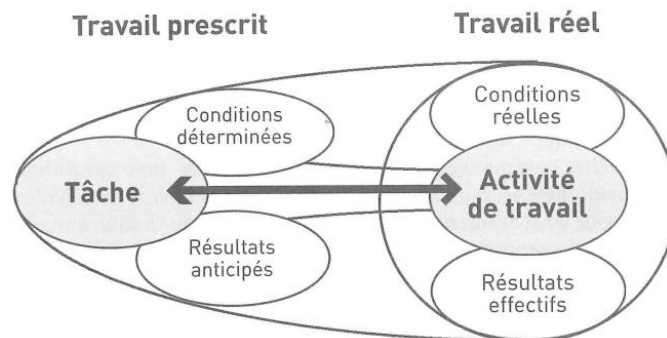 Travail prescrit
Travail réel
Conditions
déterminées
Conditions
réelles
Tâche
Activité
de travail
Résultats
anticipés
Résultats
effectifs